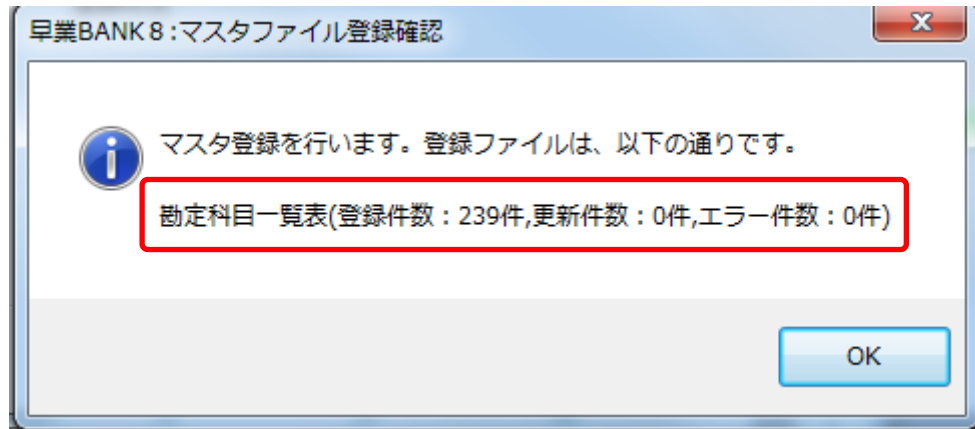 早業BANK８:マスタファイル登録確認
マスタ登録を行います。登録ファイルは、以下の通りです。
勘定科目一覧表(登録件数：239件,更新件数：0件,エラー件数：0件)
OK